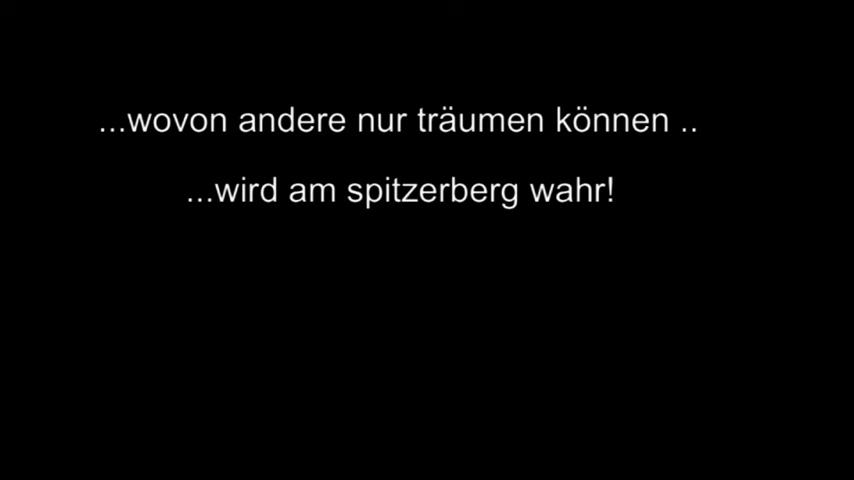 ...wovon andere nur träumen können ..
...wird am spitzerberg wahr!